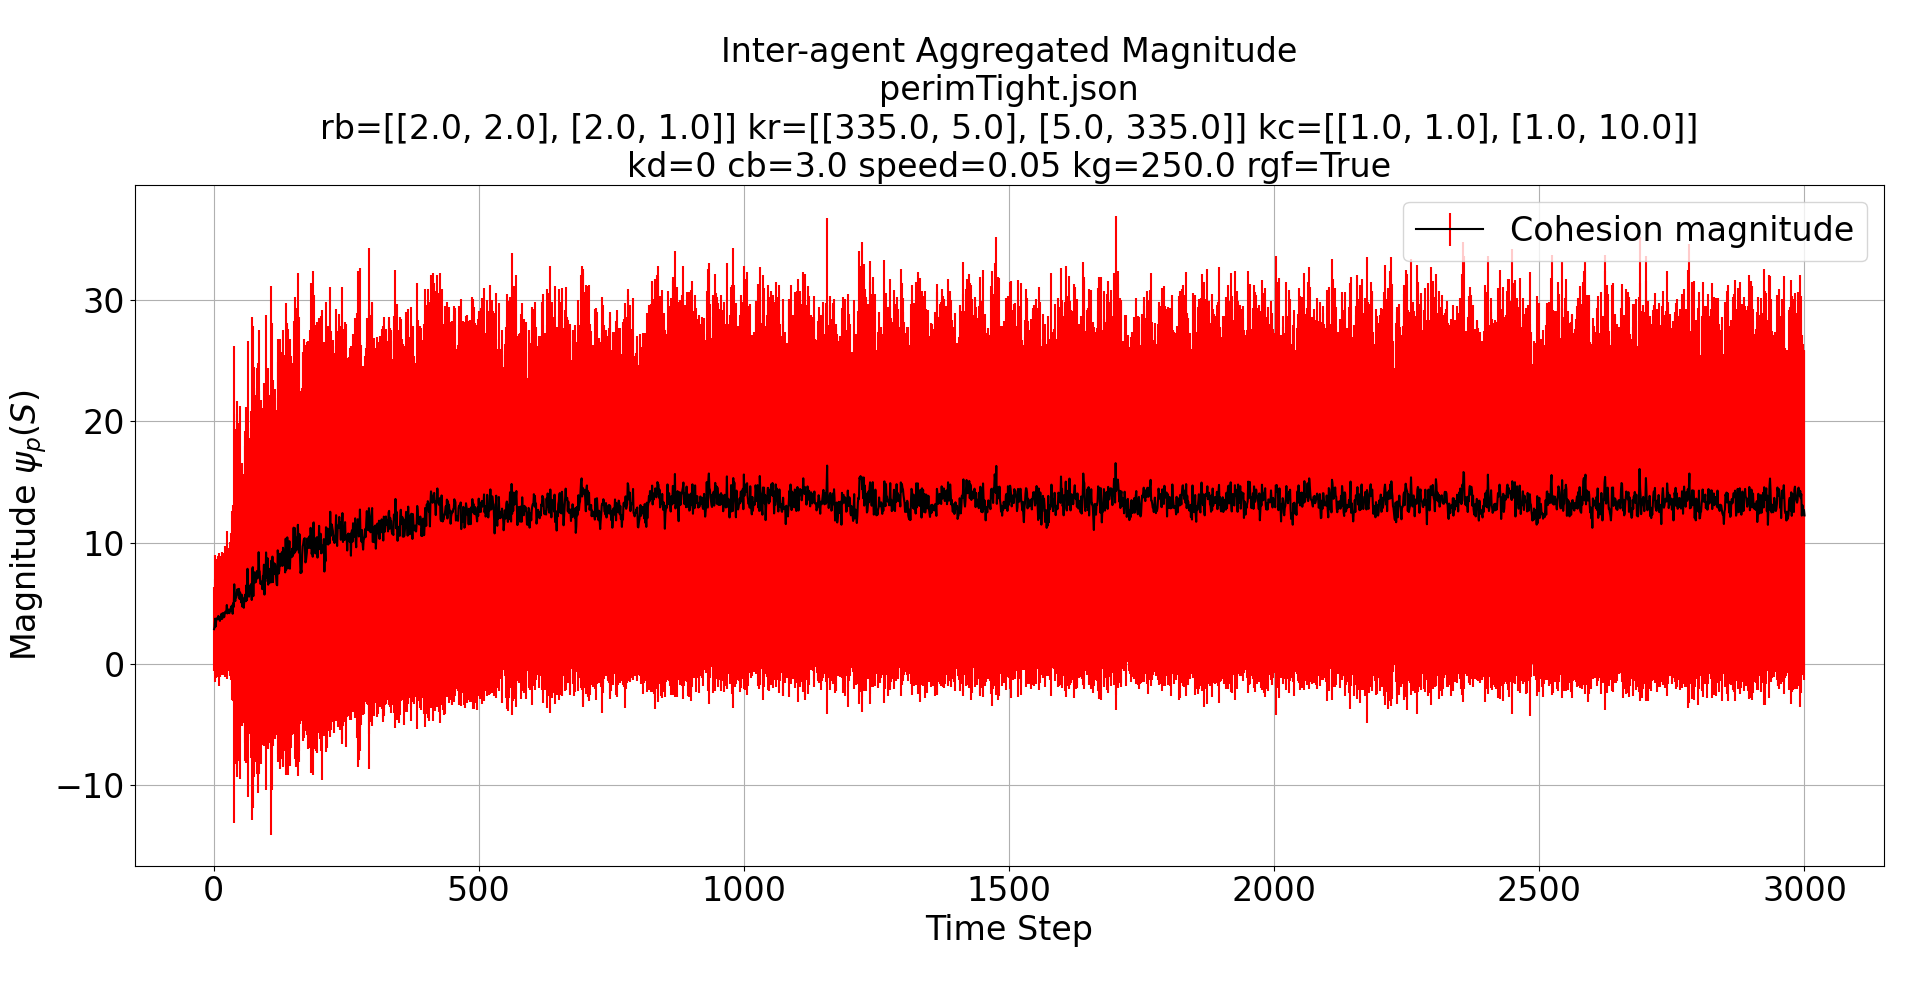 Inter-agent Aggregated Magnitude
perimTight.json
rb=[[2.0, 2.0], [2.0, 1.0]] kr=[[335.0, 5.0], [5.0, 335.0]] kc=[[1.0, 1.0], [1.0, 10.0]]
kd=0 cb=3.0 speed=0.05 kg=250.0 rgf=True
Cohesion magnitude
Magnitude ψp(S)
30
20
10
0
−10
0 500 1000 1500 2000 2500 3000
Time Step